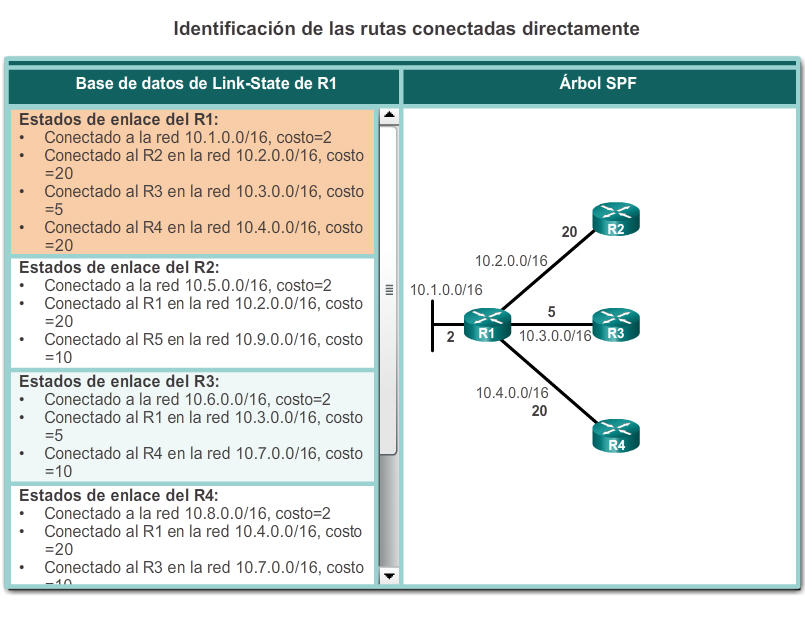 Identificación de las rutas conectadas directamente
Base de datos de Link-State de R1
Árbol SPF
Estados de enlace del R1:
• Conectado a la red 10.1.0.0/16, costo=2
• Conectado al R2 en la red 10.2.0.0/16, costo
=20
• Conectado al R3 en la red 10.3.0.0/16, costo
=5
• Conectado al R4 en la red 10.4.0.0/16, costo
=20
Estados de enlace del R2:
• Conectado a la red 10.5.0.0/16, costo=2
• Conectado al R1 en la red 10.2.0.0/16, costo
=20
• Conectado al R5 en la red 10.9.0.0/16, costo
=10
Estados de enlace del R3:
• Conectado a la red 10.6.0.0/16, costo=2
• Conectado al R1 en la red 10.3.0.0/16, costo
=5
• Conectado al R4 en la red 10.7.0.0/16, costo
=10
Estados de enlace del R4:
• Conectado a la red 10.8.0.0/16, costo=2
• Conectado al R1 en la red 10.4.0.0/16, costo
=20
• Conectado al R3 en la red 10.7.0.0/16, costo
=10
R2
20
10.2.0.0/16
10.1.0.0/16
2
R1
5
10.3.0.0/16
R3
10.4.0.0/16
20
R4